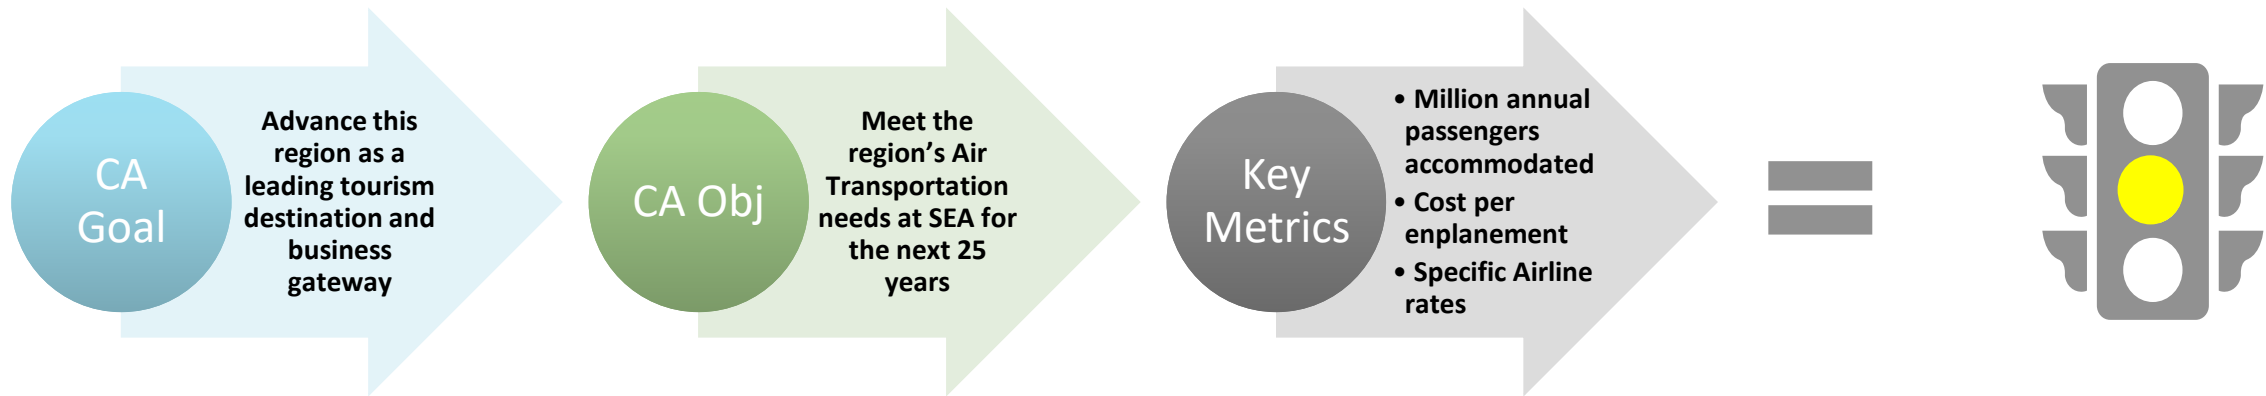 CA
Goal
Advance this
region as a
leading tourism
destination and
business
gateway
CA Obj
Meet the
region’s Air
Transportation
needs at SEA for
the next 25
years
Key
Metrics
• Million annual
passengers
accommodated
• Cost per
enplanement
• Specific Airline
rates